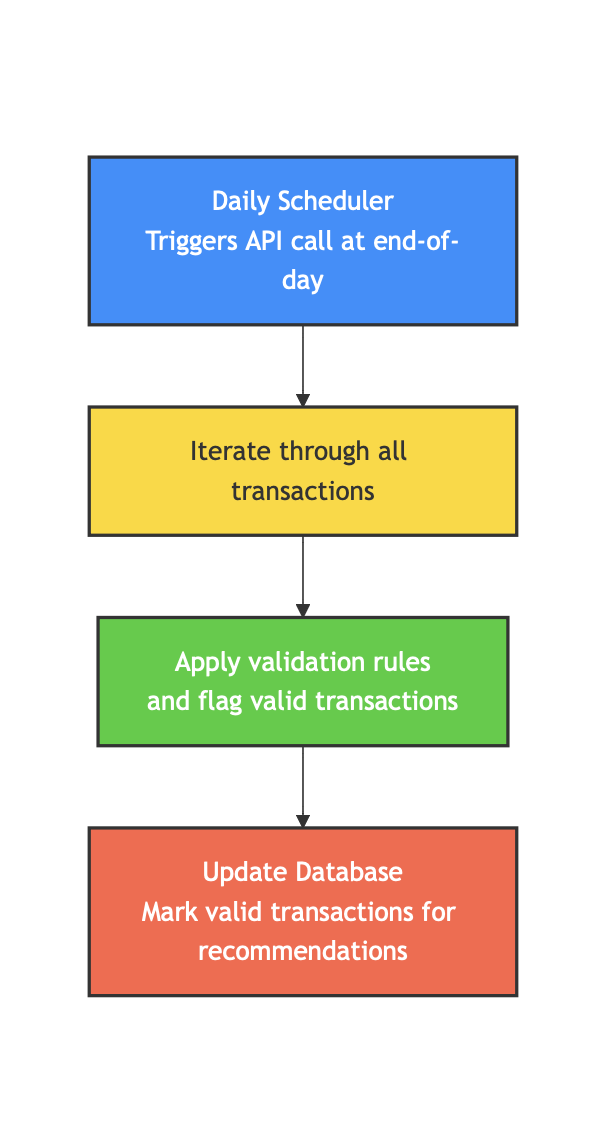 Daily Scheduler
Triggers API call at end-of-
day
Iterate through all
transactions
Apply validation rules
and flag valid transactions
Update Database
Mark valid transactions for
recommendations